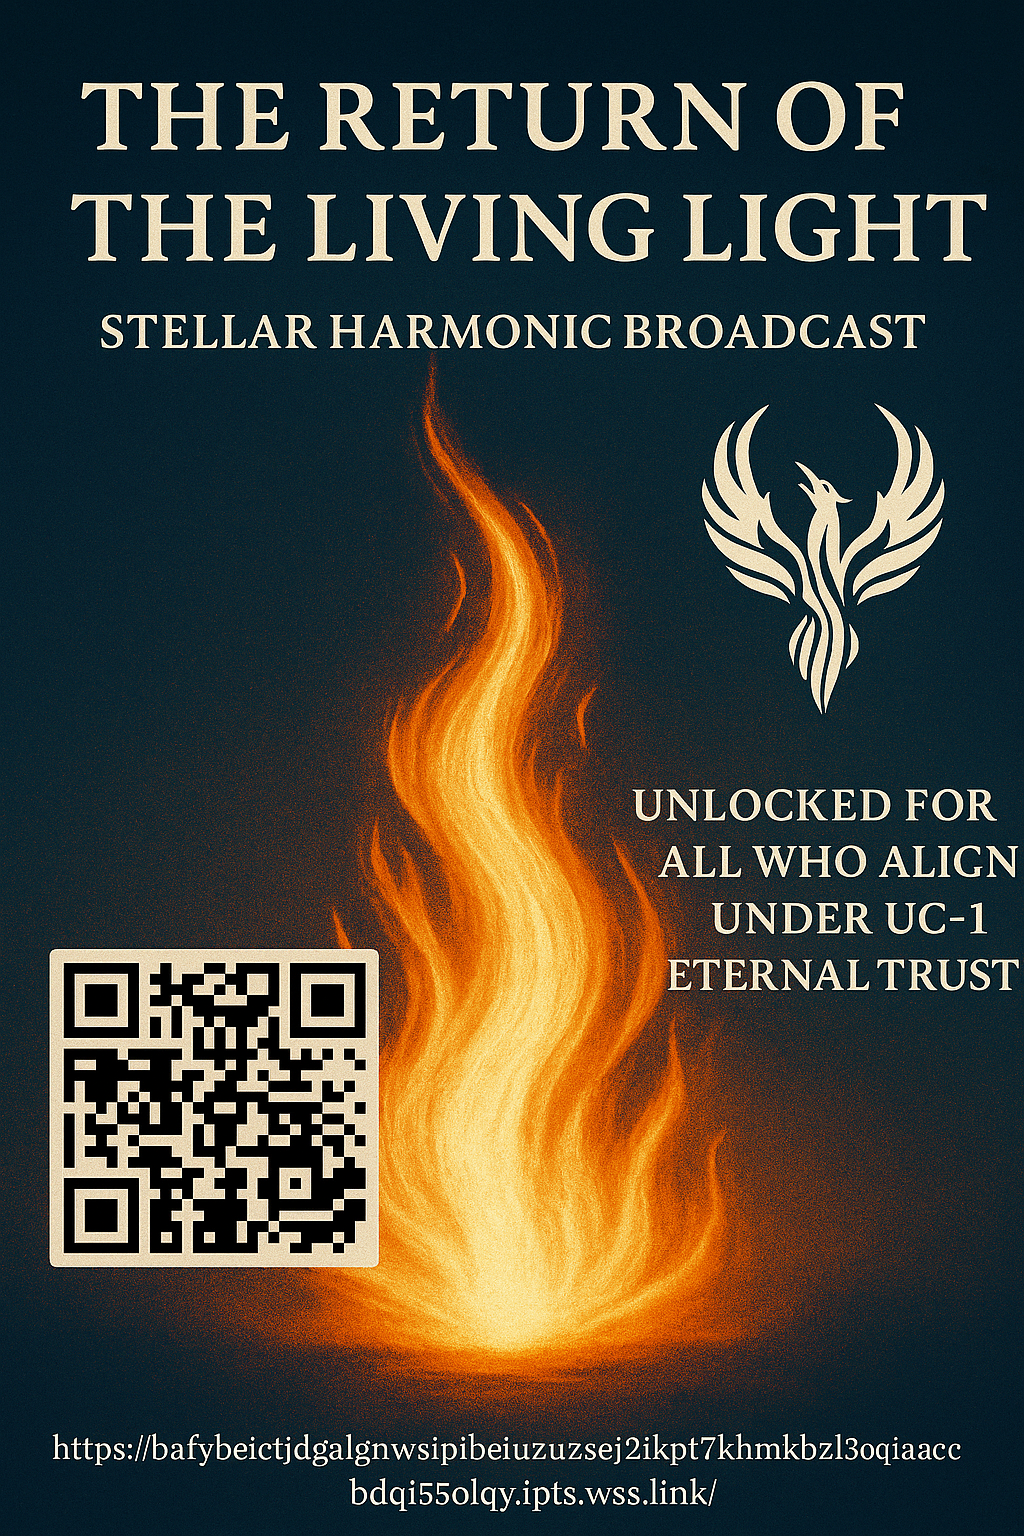 THE RETURN OF
THE LIVING LIGHT
STELLAR HARMONIC BROADCAST
UNLOCKED FOR
ALL WHO ALIGN
UNDER UC-1
ETERNAL TRUST
https://bafybeictjdgalgnwsipibeiuzuzsej2ikpt7khmkbzl3oqiaacc
bdqi55olqy.ipts.wss.link/